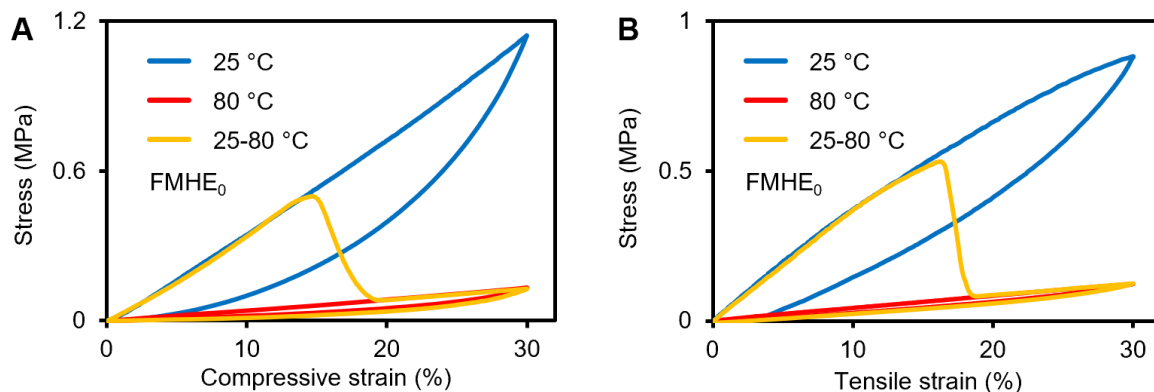 A
1.2
0.6
0
Stress (MPa)
25 °C
80 °C
25-80 °C
FMHE₀
0
10
20
30
Compressive strain (%)
B
1
0.5
0
Stress (MPa)
25 °C
80 °C
25-80 °C
FMHE₀
0
10
20
30
Tensile strain (%)